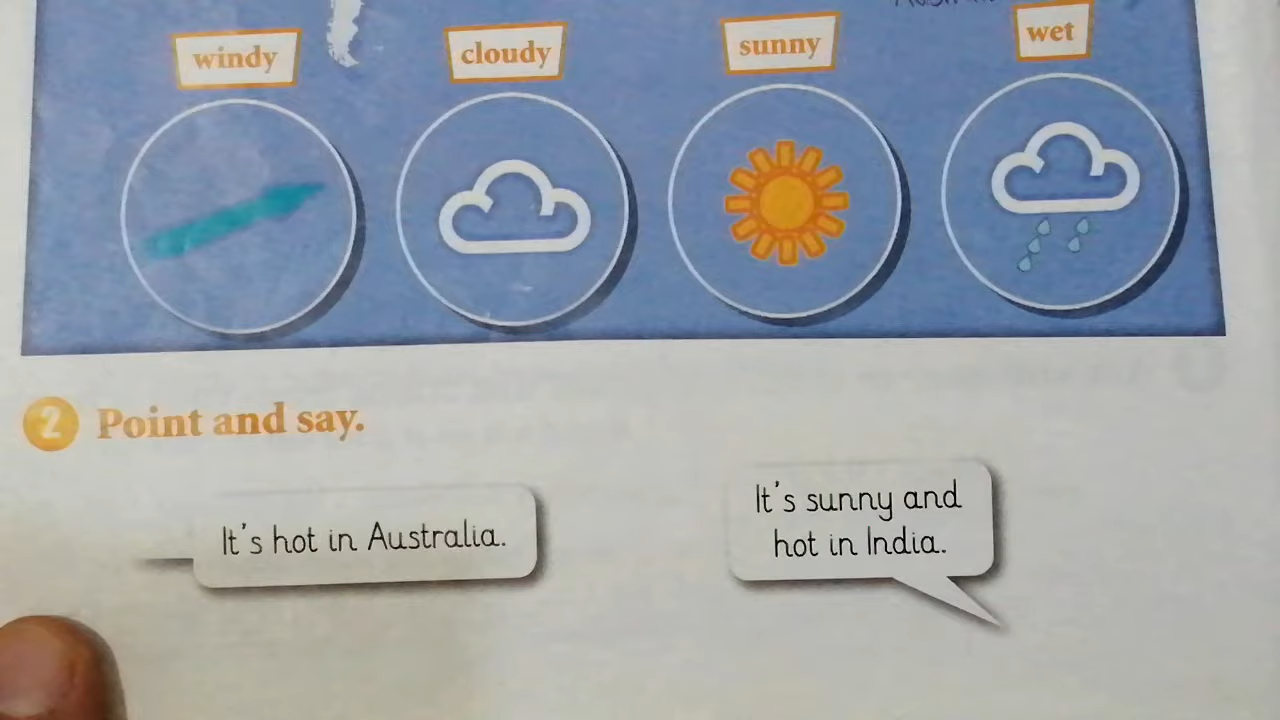 windy
cloudy
sunny
wet
2 Point and say.
It's hot in Australia.
It's sunny and
hot in India.